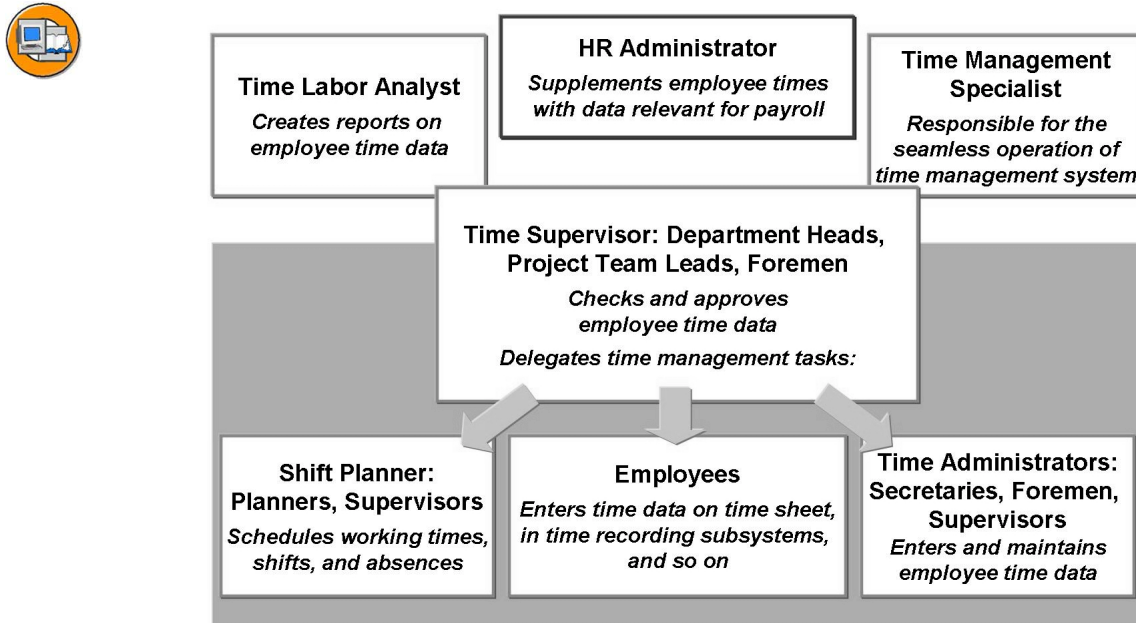 Time Labor Analyst
Creates reports on
employee time data
HR Administrator
Supplements employee times
with data relevant for payroll
Time Management
Specialist
Responsible for the
seamless operation of
time management system
Time Supervisor: Department Heads,
Project Team Leads, Foremen
Checks and approves
employee time data
Delegates time management tasks:
Shift Planner:
Planners, Supervisors
Schedules working times,
shifts, and absences
Employees
Enters time data on time sheet,
in time recording subsystems,
and so on
Time Administrators:
Secretaries, Foremen,
Supervisors
Enters and maintains
employee time data